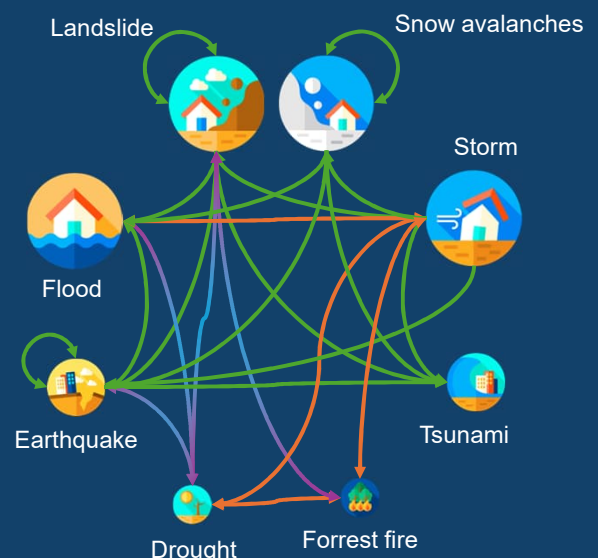 Landslide
Snow avalanches
Storm
Flood
Earthquake
Tsunami
Drought
Forrest fire